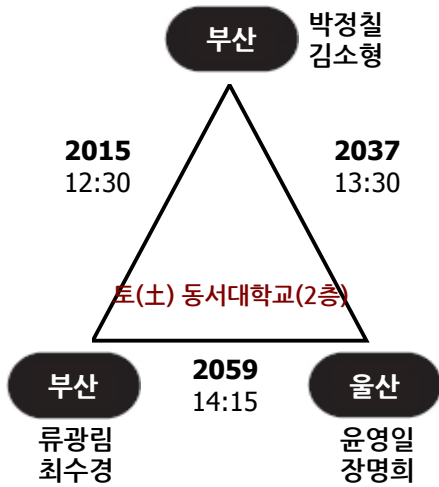 부산
박정칠
김소형
2015
12:30
2037
13:30
토(土) 동서대학교(2층)
부산
류광림
최수경
2059
14:15
울산
윤영일
장명희